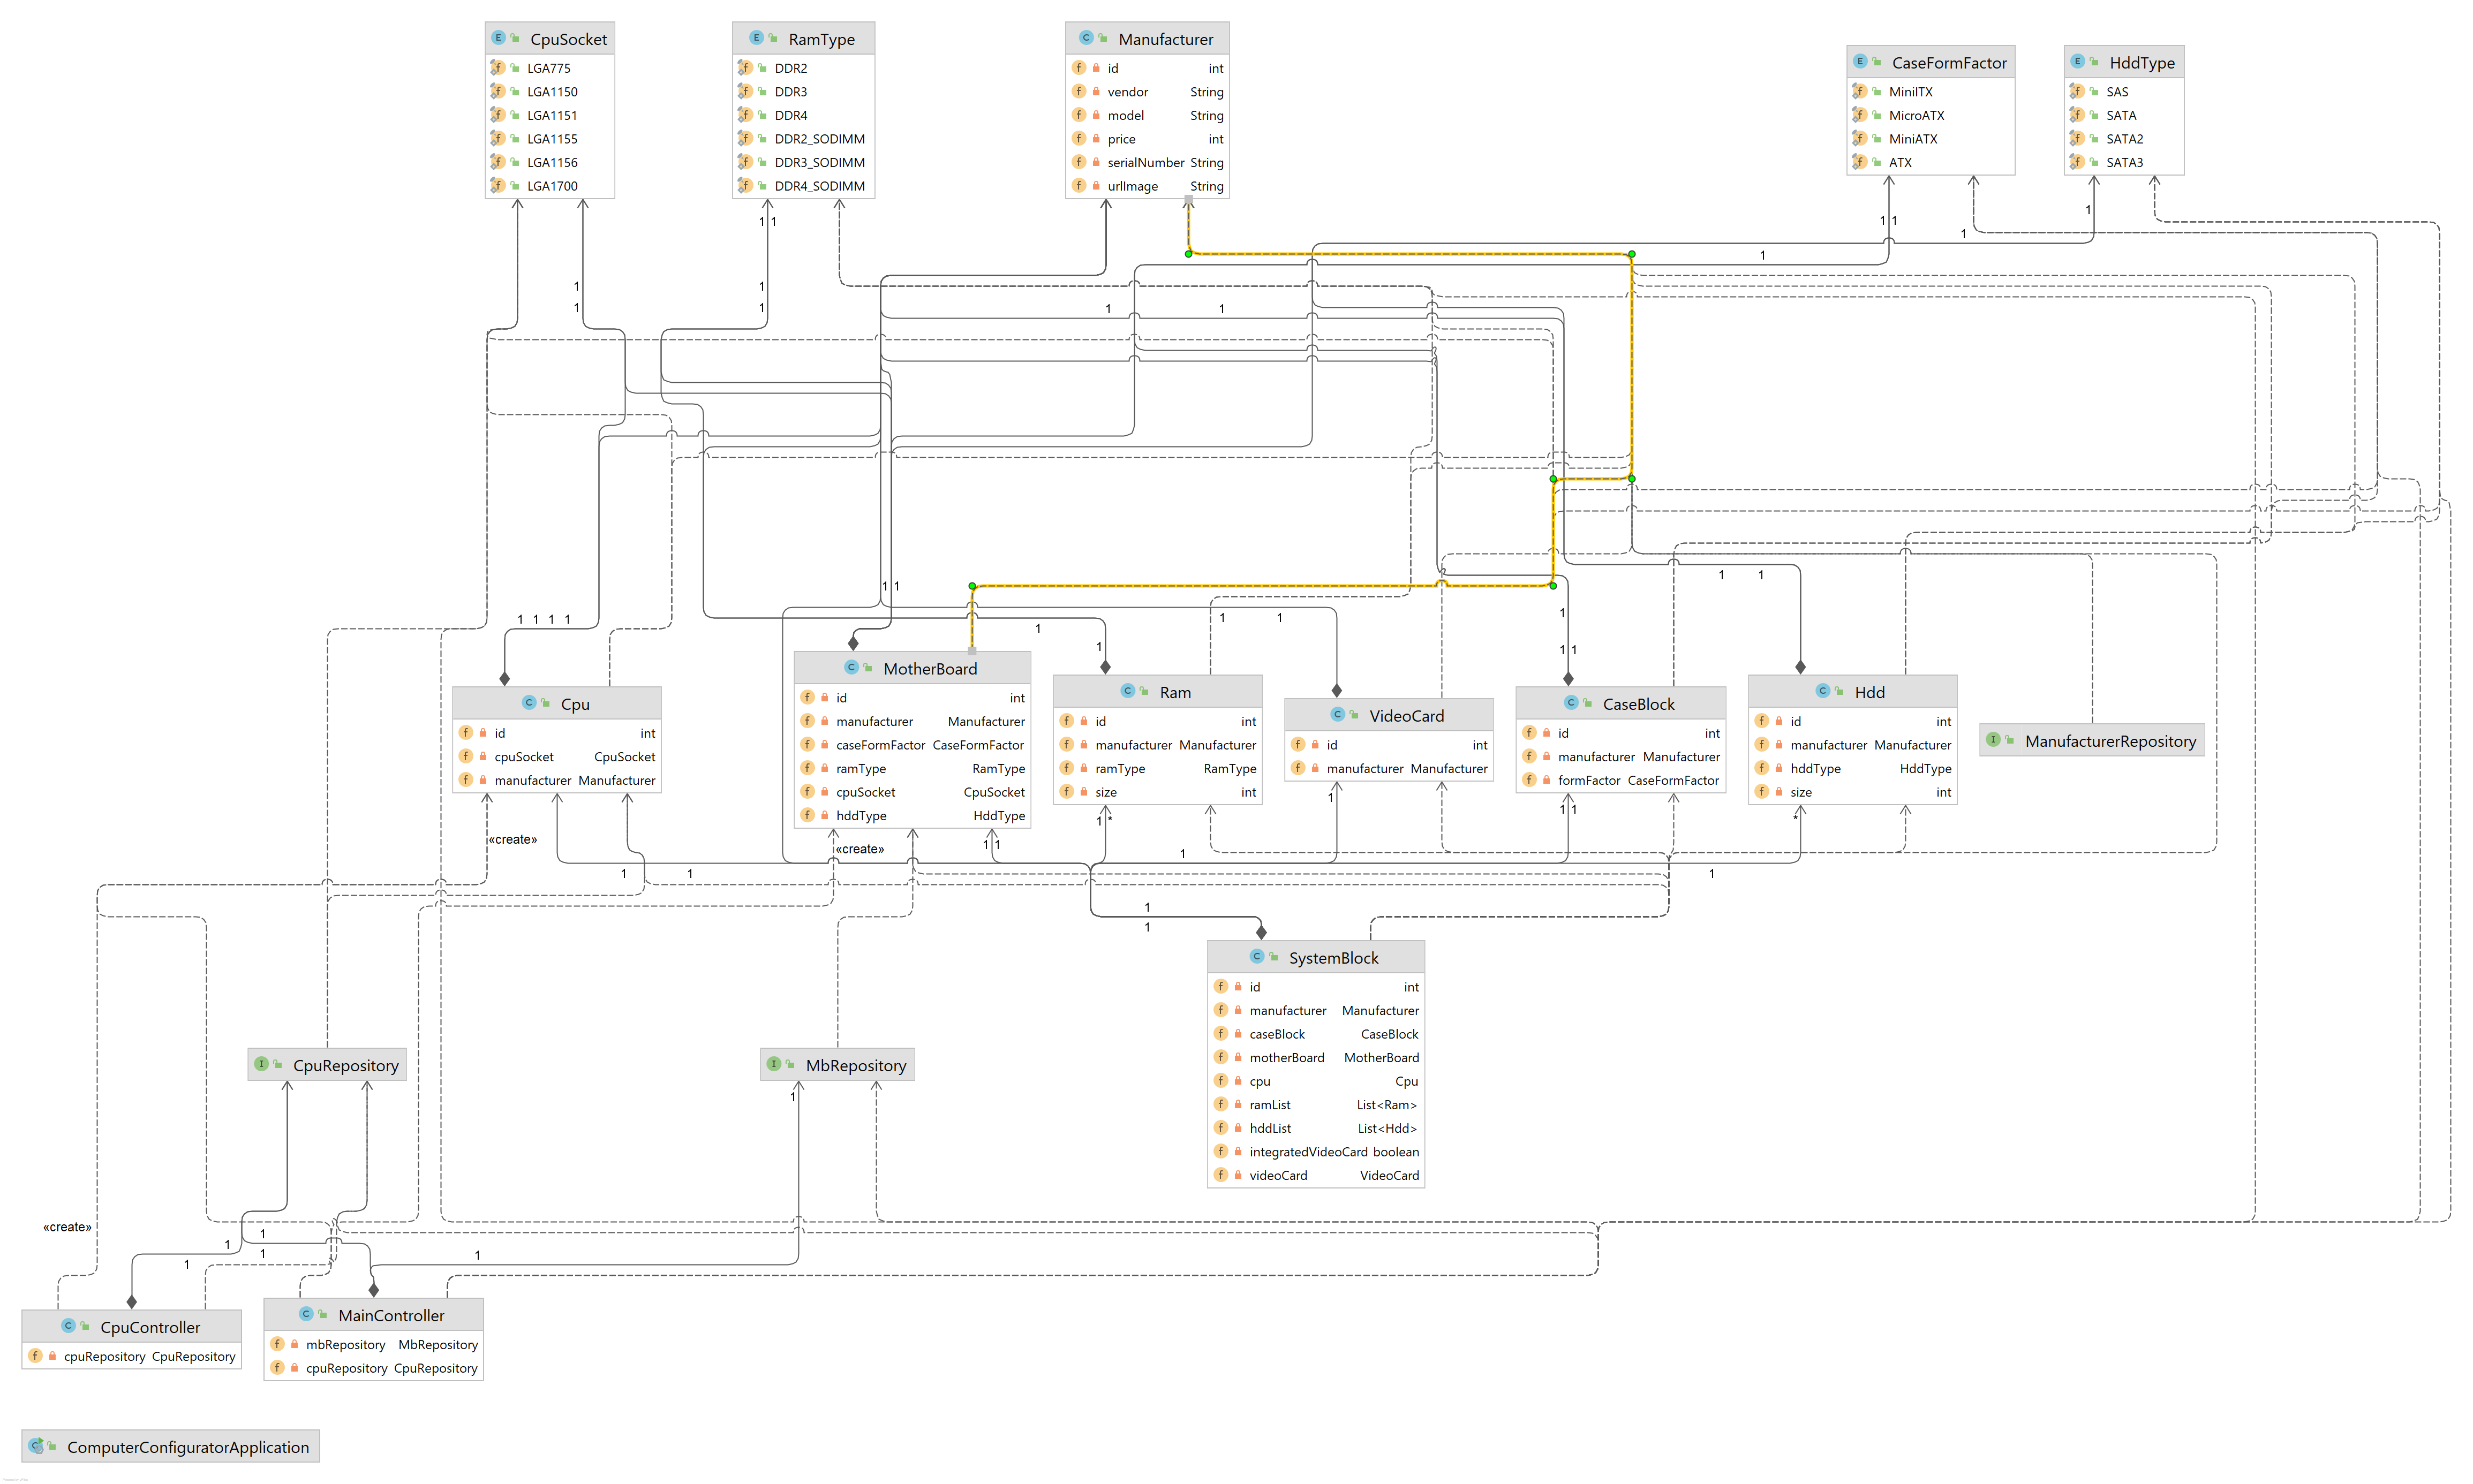 CpuSocket
LGA775
LGA1150
LGA1151
LGA1155
LGA1156
LGA1700
RamType
DDR2
DDR3
DDR4
DDR2_SODIMM
DDR3_SODIMM
DDR4_SODIMM
Manufacturer
id int
vendor String
model String
price int
serialNumber String
urlImage String
CaseFormFactor
MiniITX
MicroATX
MiniATX
ATX
HddType
SAS
SATA
SATA2
SATA3
1 1
1 1
1
1
1
1
1
1
1
1 1
1 1
1 1
1 1 1 1
1
1
1 1
1
1 1
Cpu
id int
cpuSocket CpuSocket
manufacturer Manufacturer
MotherBoard
id int
manufacturer Manufacturer
caseFormFactor CaseFormFactor
ramType RamType
cpuSocket CpuSocket
hddType HddType
Ram
id int
manufacturer Manufacturer
ramType RamType
size int
VideoCard
id int
manufacturer Manufacturer
CaseBlock
id int
manufacturer Manufacturer
formFactor CaseFormFactor
Hdd
id int
manufacturer Manufacturer
hddType HddType
size int
ManufacturerRepository
«create»
«create»
1 1
1 *
1
1 1
*
1
1
1
1
1
1
SystemBlock
id int
manufacturer Manufacturer
caseBlock CaseBlock
motherBoard MotherBoard
cpu Cpu
ramList List<Ram>
hddList List<Hdd>
integratedVideoCard boolean
videoCard VideoCard
CpuRepository
MbRepository
1
«create»
1
1
1
1
1
CpuController
cpuRepository CpuRepository
MainController
mbRepository MbRepository
cpuRepository CpuRepository
ComputerConfiguratorApplication